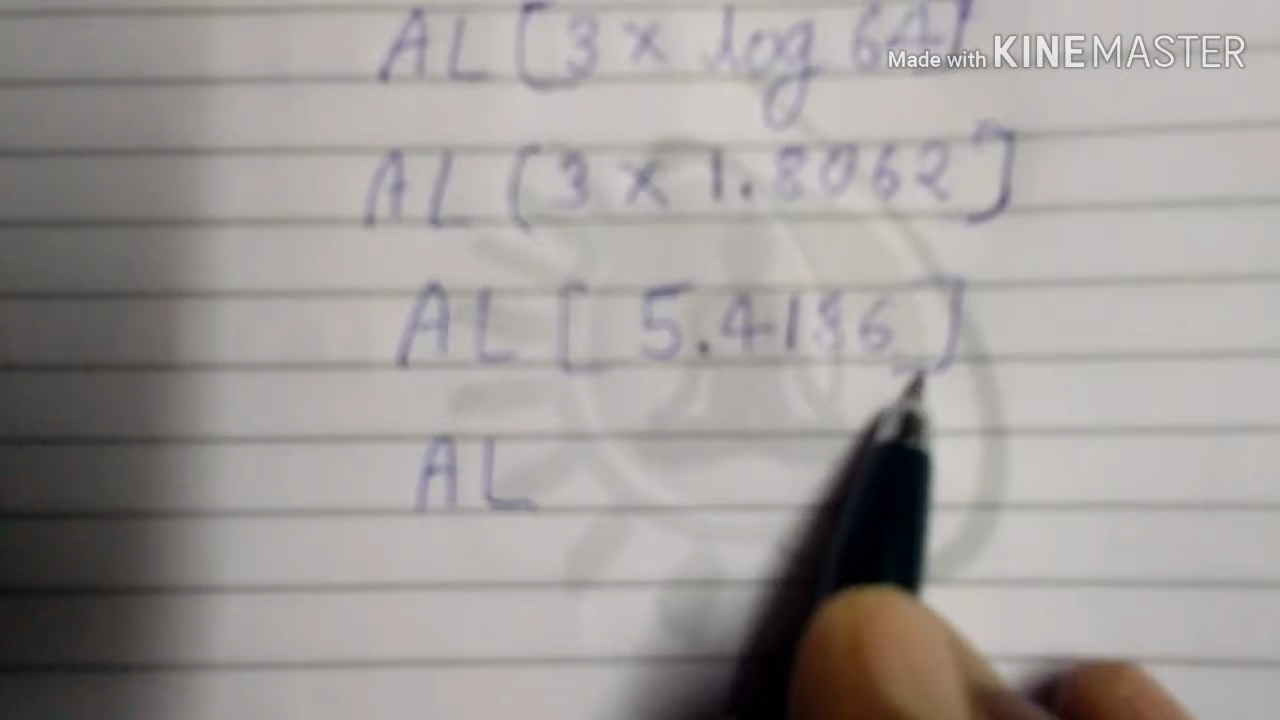 AL [3 × log 64]
Made with KINEMASTER
AL [3 × 1.8062]
AL [ 5.4186 ]
AL